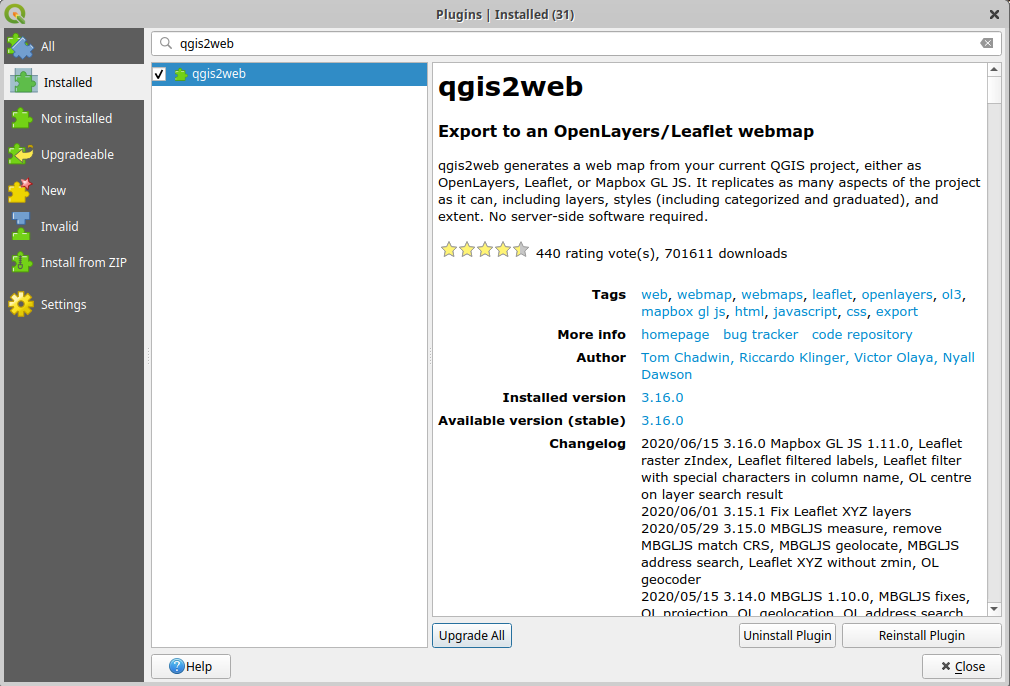 Plugins | Installed (31)
All
Installed
Not installed
Upgradeable
New
Invalid
Install from ZIP
Settings
qgis2web
qgis2web
qgis2web
Export to an OpenLayers/Leaflet webmap
qgis2web generates a web map from your current QGIS project, either as
OpenLayers, Leaflet, or Mapbox GL JS. It replicates as many aspects of the project
as it can, including layers, styles (including categorized and graduated), and
extent. No server-side software required.
440 rating vote(s), 701611 downloads
Tags web, webmap, webmaps, leaflet, openlayers, ol3,
mapbox gl js, html, javascript, css, export
More info homepage bug tracker code repository
Author Tom Chadwin, Riccardo Klinger, Victor Olaya, Nyall
Dawson
Installed version 3.16.0
Available version (stable) 3.16.0
Changelog 2020/06/15 3.16.0 Mapbox GL JS 1.11.0, Leaflet
raster zIndex, Leaflet filtered labels, Leaflet filter
with special characters in column name, OL centre
on layer search result
2020/06/01 3.15.1 Fix Leaflet XYZ layers
2020/05/29 3.15.0 MBGLJS measure, remove
MBGLJS match CRS, MBGLJS geolocate, MBGLJS
address search, Leaflet XYZ without zmin, OL
geocoder
2020/05/15 3.14.0 MBGLJS 1.10.0, MBGLJS fixes,
OL projection, OL geolocation, OL address search
Upgrade All
Uninstall Plugin
Reinstall Plugin
Help
Close